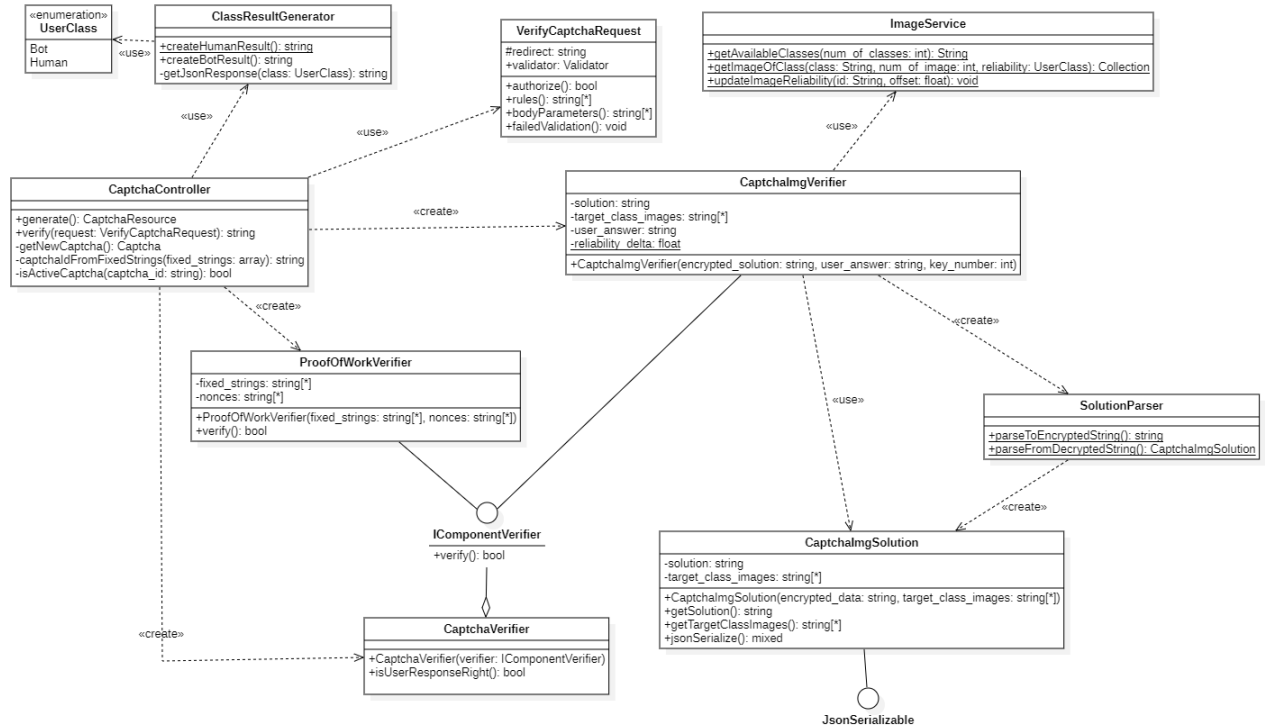 «enumeration»
UserClass
Bot
Human
«use»
ClassResultGenerator
+createHumanResult(): string
+createBotResult(): string
-getJsonResponse(class: UserClass): string
VerifyCaptchaRequest
#redirect: string
+validator: Validator
+authorize(): bool
+rules(): string[*]
+bodyParameters(): string[*]
+failedValidation(): void
ImageService
+getAvailableClasses(num_of_classes: int): String
+getImageOfClass(class: String, num_of_image: int, reliability: UserClass): Collection
+updateImageReliability(id: String, offset: float): void
«use»
«use»
«use»
CaptchaController
+generate(): CaptchaResource
+verify(request: VerifyCaptchaRequest): string
-getNewCaptcha(): Captcha
-captchaIdFromFixedStrings(fixed_strings: array): string
-isActiveCaptcha(captcha_id: string): bool
«create»
CaptchaImgVerifier
-solution: string
-target_class_images: string[*]
-user_answer: string
-reliability_delta: float
+CaptchaImgVerifier(encrypted_solution: string, user_answer: string, key_number: int)
«create»
«create»
ProofOfWorkVerifier
-fixed_strings: string[*]
-nonces: string[*]
+ProofOfWorkVerifier(fixed_strings: string[*], nonces: string[*])
+verify(): bool
«use»
SolutionParser
+parseToEncryptedString(): string
+parseFromDecryptedString(): CaptchaImgSolution
«create»
IComponentVerifier
+verify(): bool
CaptchaImgSolution
-solution: string
-target_class_images: string[*]
+CaptchaImgSolution(encrypted_data: string, target_class_images: string[*])
+getSolution(): string
+getTargetClassImages(): string[*]
+jsonSerialize(): mixed
«create»
CaptchaVerifier
+CaptchaVerifier(verifier: IComponentVerifier)
+isUserResponseRight(): bool
JsonSerializable